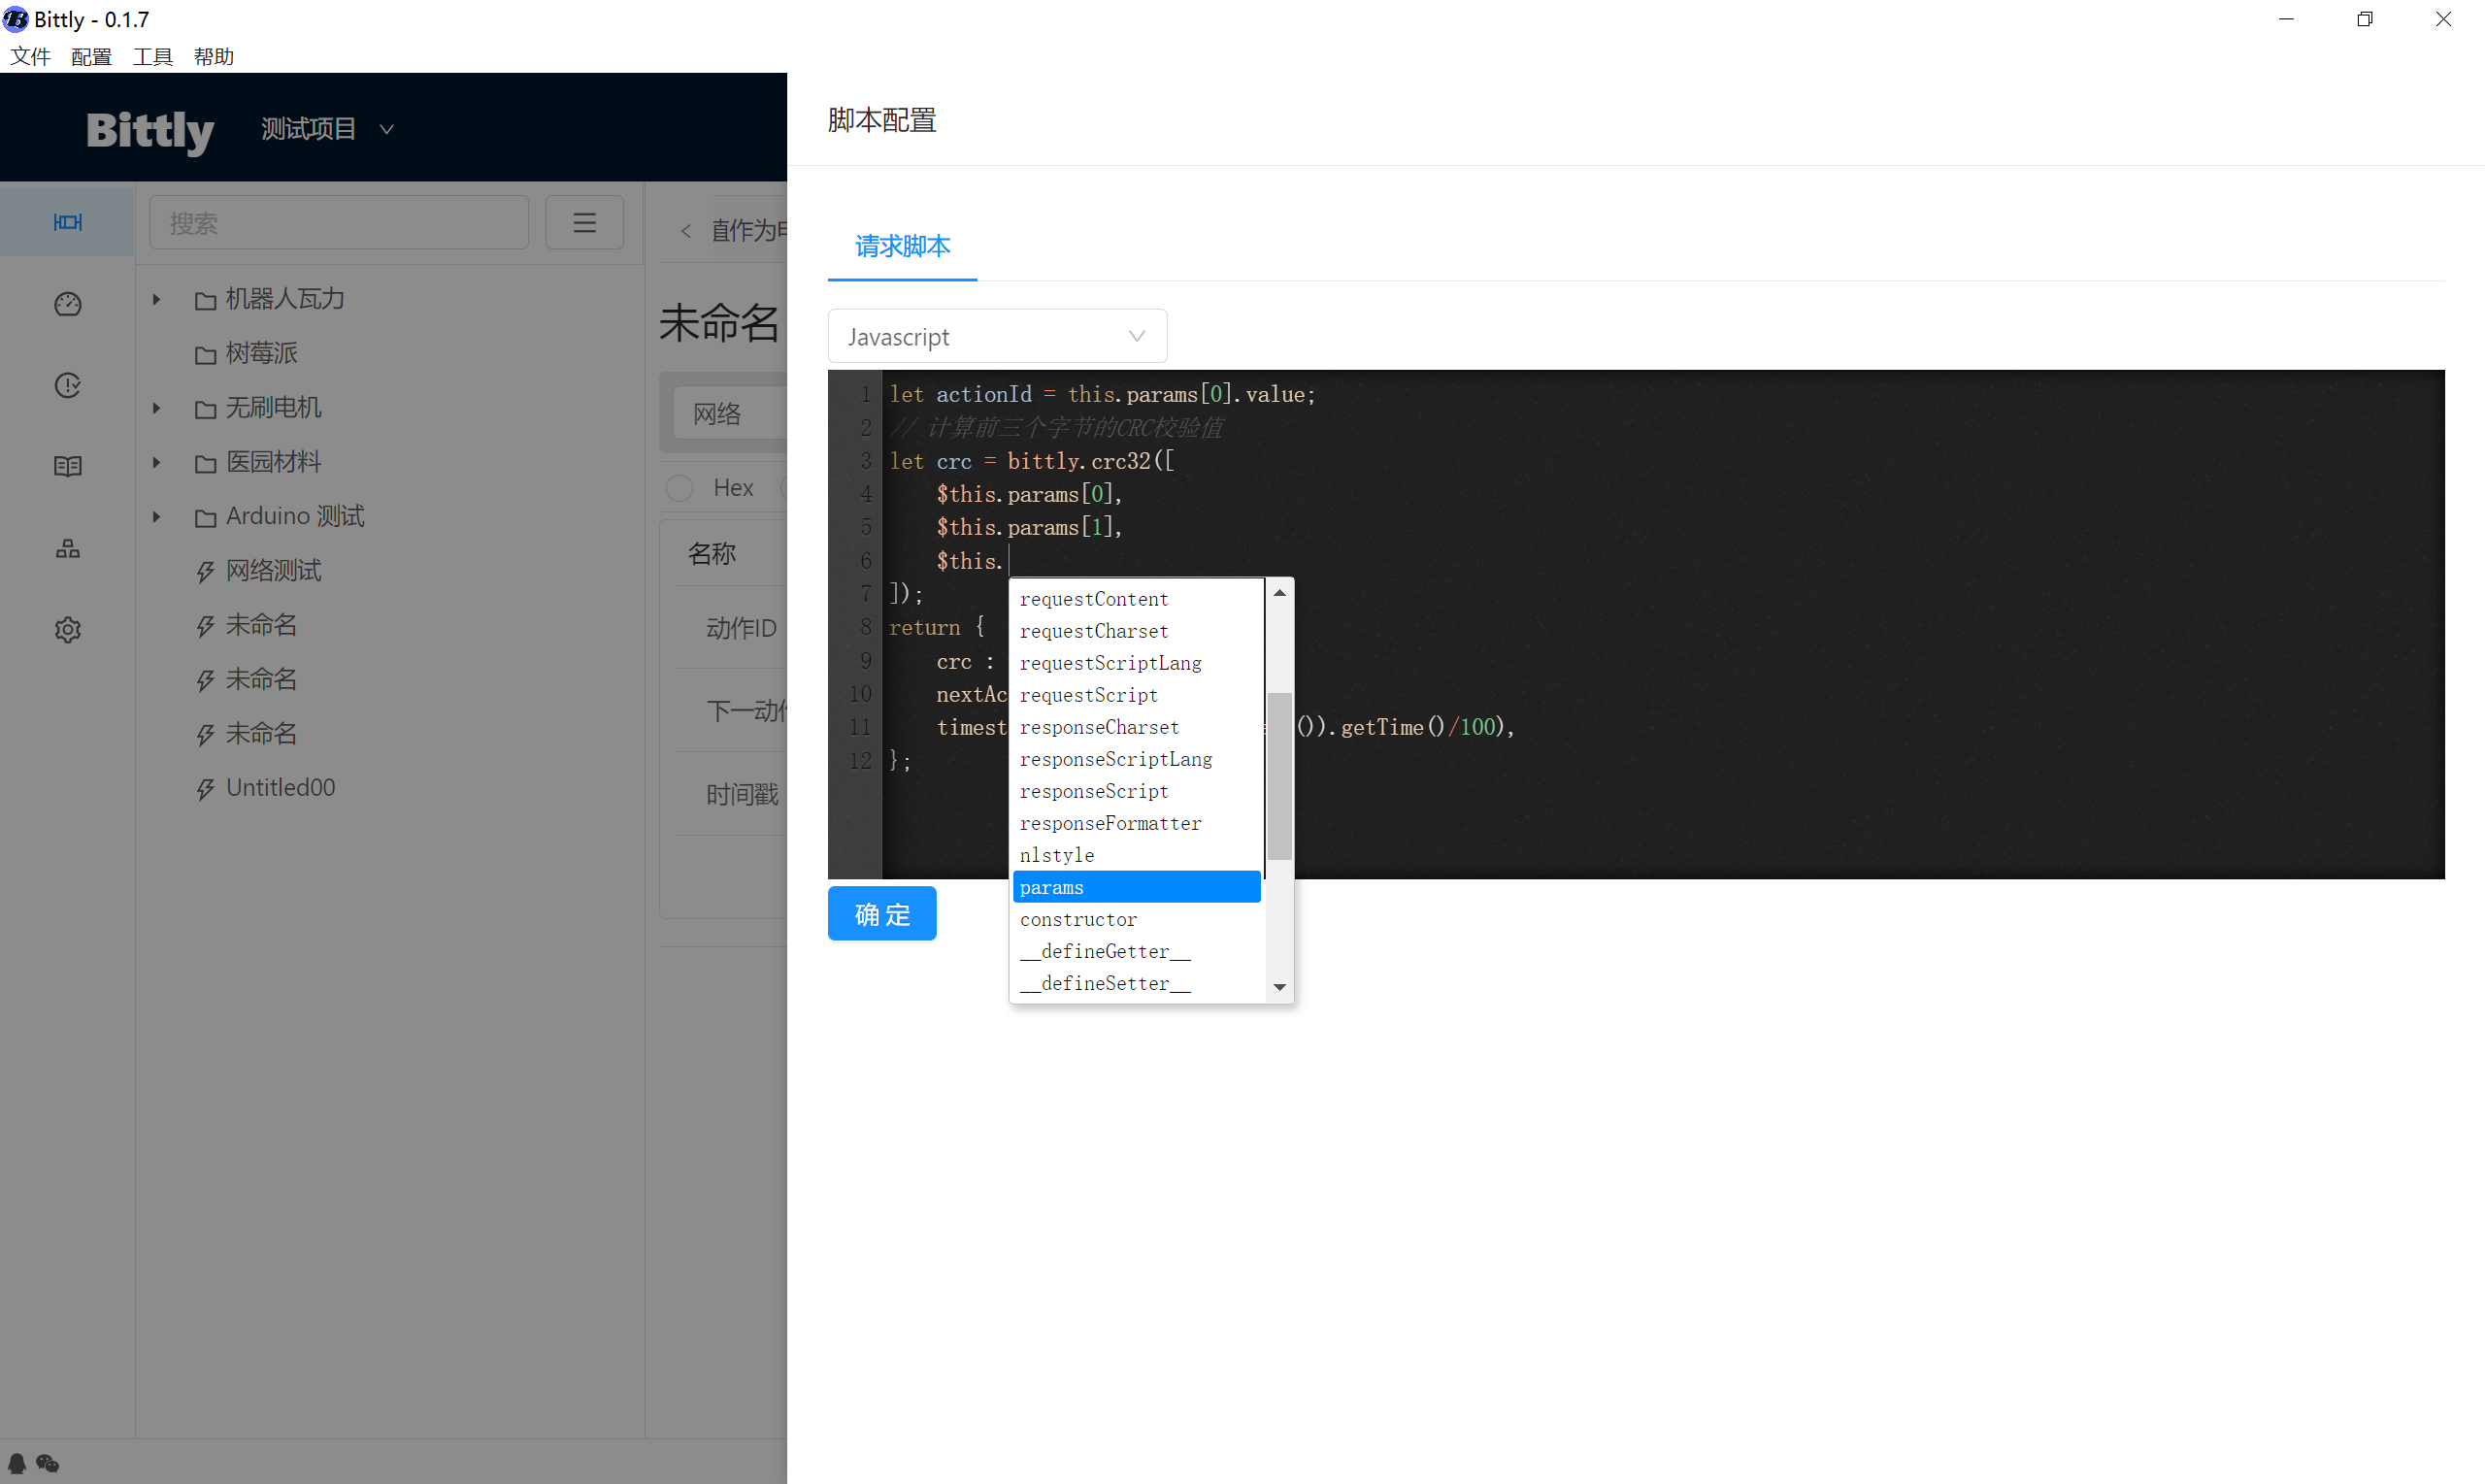 Bittly - 0.1.7
文件 配置 工具 帮助
Bittly 测试项目
搜索
机器人瓦力
树莓派
无刷电机
医园材料
Arduino 测试
网络测试
未命名
未命名
未命名
Untitled00
值作为
未命名
网络
Hex
名称
动作ID
下一动作
时间戳
脚本配置
请求脚本
Javascript
1 let actionId = this.params[0].value;
2 // 计算前三个字节的CRC校验值
3 let crc = bittly.crc32([
4 $this.params[0],
5 $this.params[1],
6 $this.
7 ]);
8 return {
9 crc :
10 nextAc
11 timest ()).getTime()/100),
12 };
requestContent
requestCharset
requestScriptLang
requestScript
responseCharset
responseScriptLang
responseScript
responseFormatter
nlstyle
params
constructor
__defineGetter__
__defineSetter__
确 定